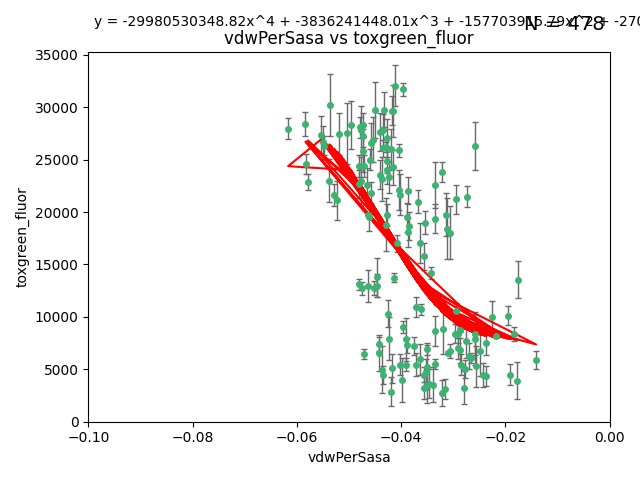 y = -29980530348.82x^4 + -3836241448.01x^3 + -157703915.79x^2 + -270
N = 478
vdwPerSasa vs toxgreen_fluor
35000
30000
25000
20000
15000
10000
5000
0
toxgreen_fluor
−0.10 −0.08 −0.06 −0.04 −0.02 0.00
vdwPerSasa